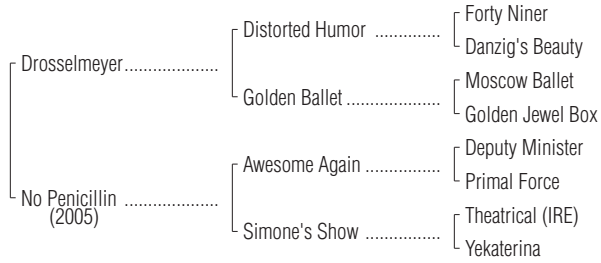 Forty Niner
Distorted Humor ..............
Danzig's Beauty
Drosselmeyer ....................
Moscow Ballet
Golden Ballet ....................
Golden Jewel Box
Deputy Minister
Awesome Again ................
Primal Force
No Penicillin ....................
(2005)
Theatrical (IRE)
Simone's Show ................
Yekaterina